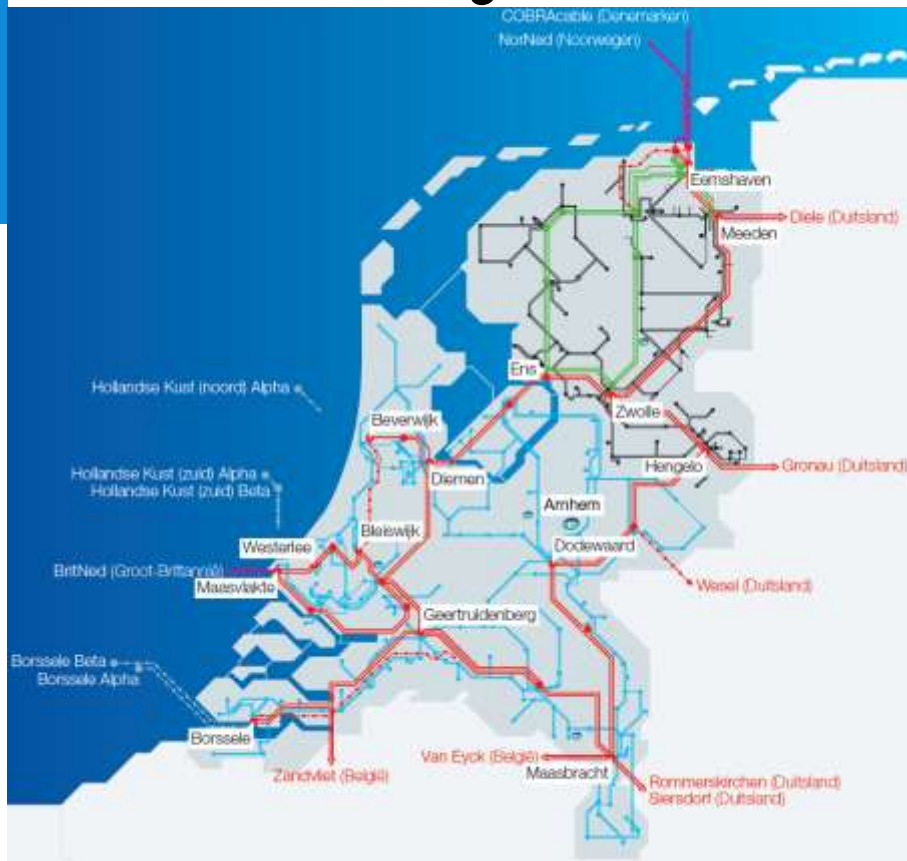 COBRAcable (Denemarken)
NorNed (Noorwegen)
Eemshaven
Diele (Duitsland)
Meeden
Ens
Hollandse Kust (noord) Alpha
Zwolle
Beverwijk
Hengelo
Gronau (Duitsland)
Hollandse Kust (zuid) Alpha
Hollandse Kust (zuid) Beta
Diemen
Arnhem
Bleiswijk
Westerlee
Dodewaard
BritNed (Groot-Brittannië)
Maasvlakte
Wesel (Duitsland)
Geertruidenberg
Borssele Beta
Borssele Alpha
Borssele
Zandvliet (België)
Van Eyck (België)
Maasbracht
Rommerskirchen (Duitsland)
Siersdorf (Duitsland)